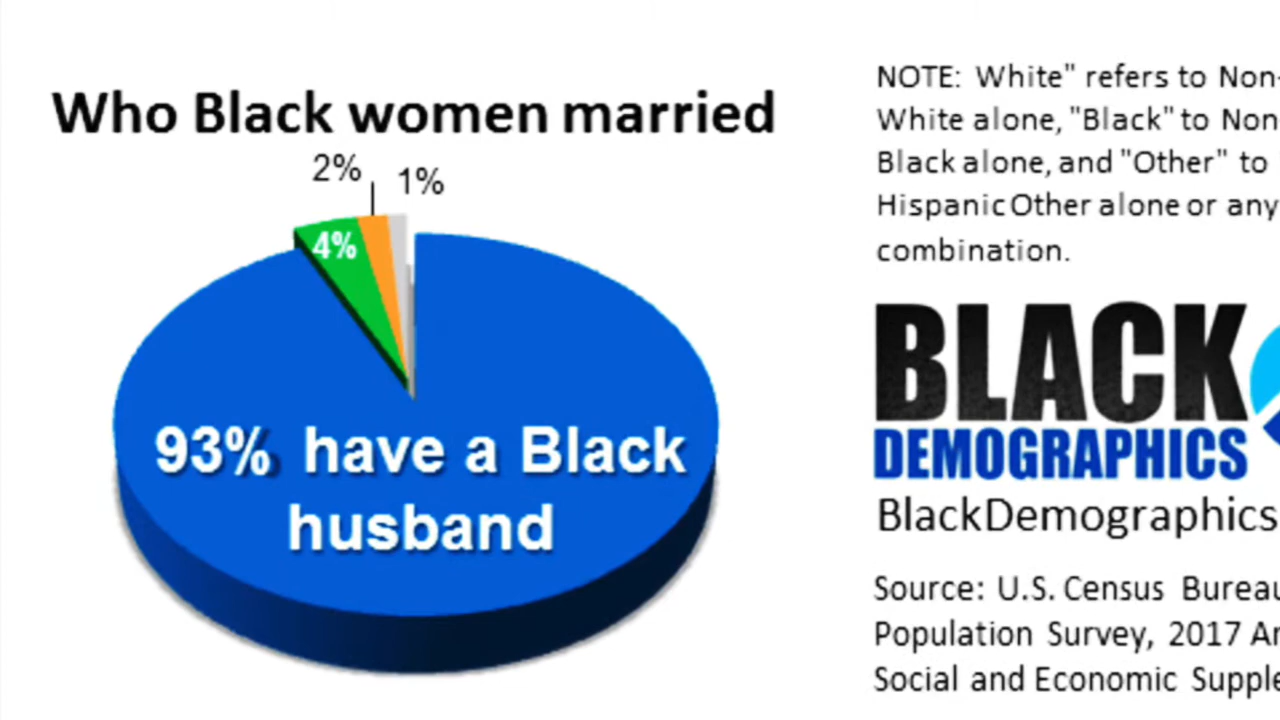 Who Black women married
2%
1%
4%
93% have a Black
husband
NOTE: White" refers to Non-
White alone, "Black" to Non
Black alone, and "Other" to
Hispanic Other alone or any
combination.
BLACK
DEMOGRAPHICS
BlackDemographics
Source: U.S. Census Bureau
Population Survey, 2017
Social and Economic